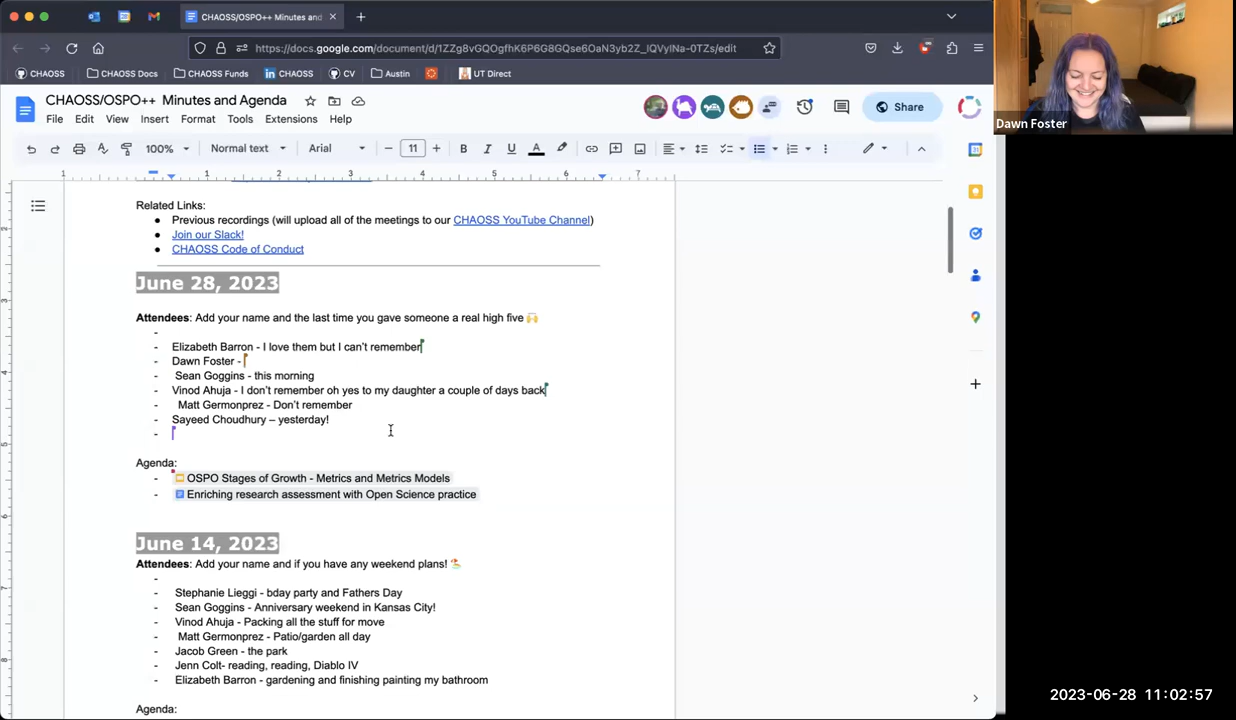 CHAOSS/OSPO++ Minutes and
https://docs.google.com/document/d/1ZZg8vGQOgfhK6P6G8GQse6OaN3yb2Z_IQVyINa-0TZs/edit
CHAOSS CHAOSS Docs CHAOSS Funds CHAOSS CV Austin UT Direct
CHAOSS/OSPO++ Minutes and Agenda
File Edit View Insert Format Tools Extensions Help
Share
100% Normal text Arial 11
1 1 2 3 4 5 6 7
Related Links:
Previous recordings (will upload all of the meetings to our CHAOSS YouTube Channel)
Join our Slack!
CHAOSS Code of Conduct
June 28, 2023
Attendees: Add your name and the last time you gave someone a real high five 🙌
-
- Elizabeth Barron - I love them but I can't remember
- Dawn Foster -
- Sean Goggins - this morning
- Vinod Ahuja - I don't remember oh yes to my daughter a couple of days back
- Matt Germonprez - Don't remember
- Sayeed Choudhury – yesterday!
-
Agenda:
- OSPO Stages of Growth - Metrics and Metrics Models
- Enriching research assessment with Open Science practice
June 14, 2023
Attendees: Add your name and if you have any weekend plans! 🏖
-
- Stephanie Lieggi - bday party and Fathers Day
- Sean Goggins - Anniversary weekend in Kansas City!
- Vinod Ahuja - Packing all the stuff for move
- Matt Germonprez - Patio/garden all day
- Jacob Green - the park
- Jenn Colt- reading, reading, Diablo IV
- Elizabeth Barron - gardening and finishing painting my bathroom
Agenda:
Dawn Foster
2023-06-28 11:02:57